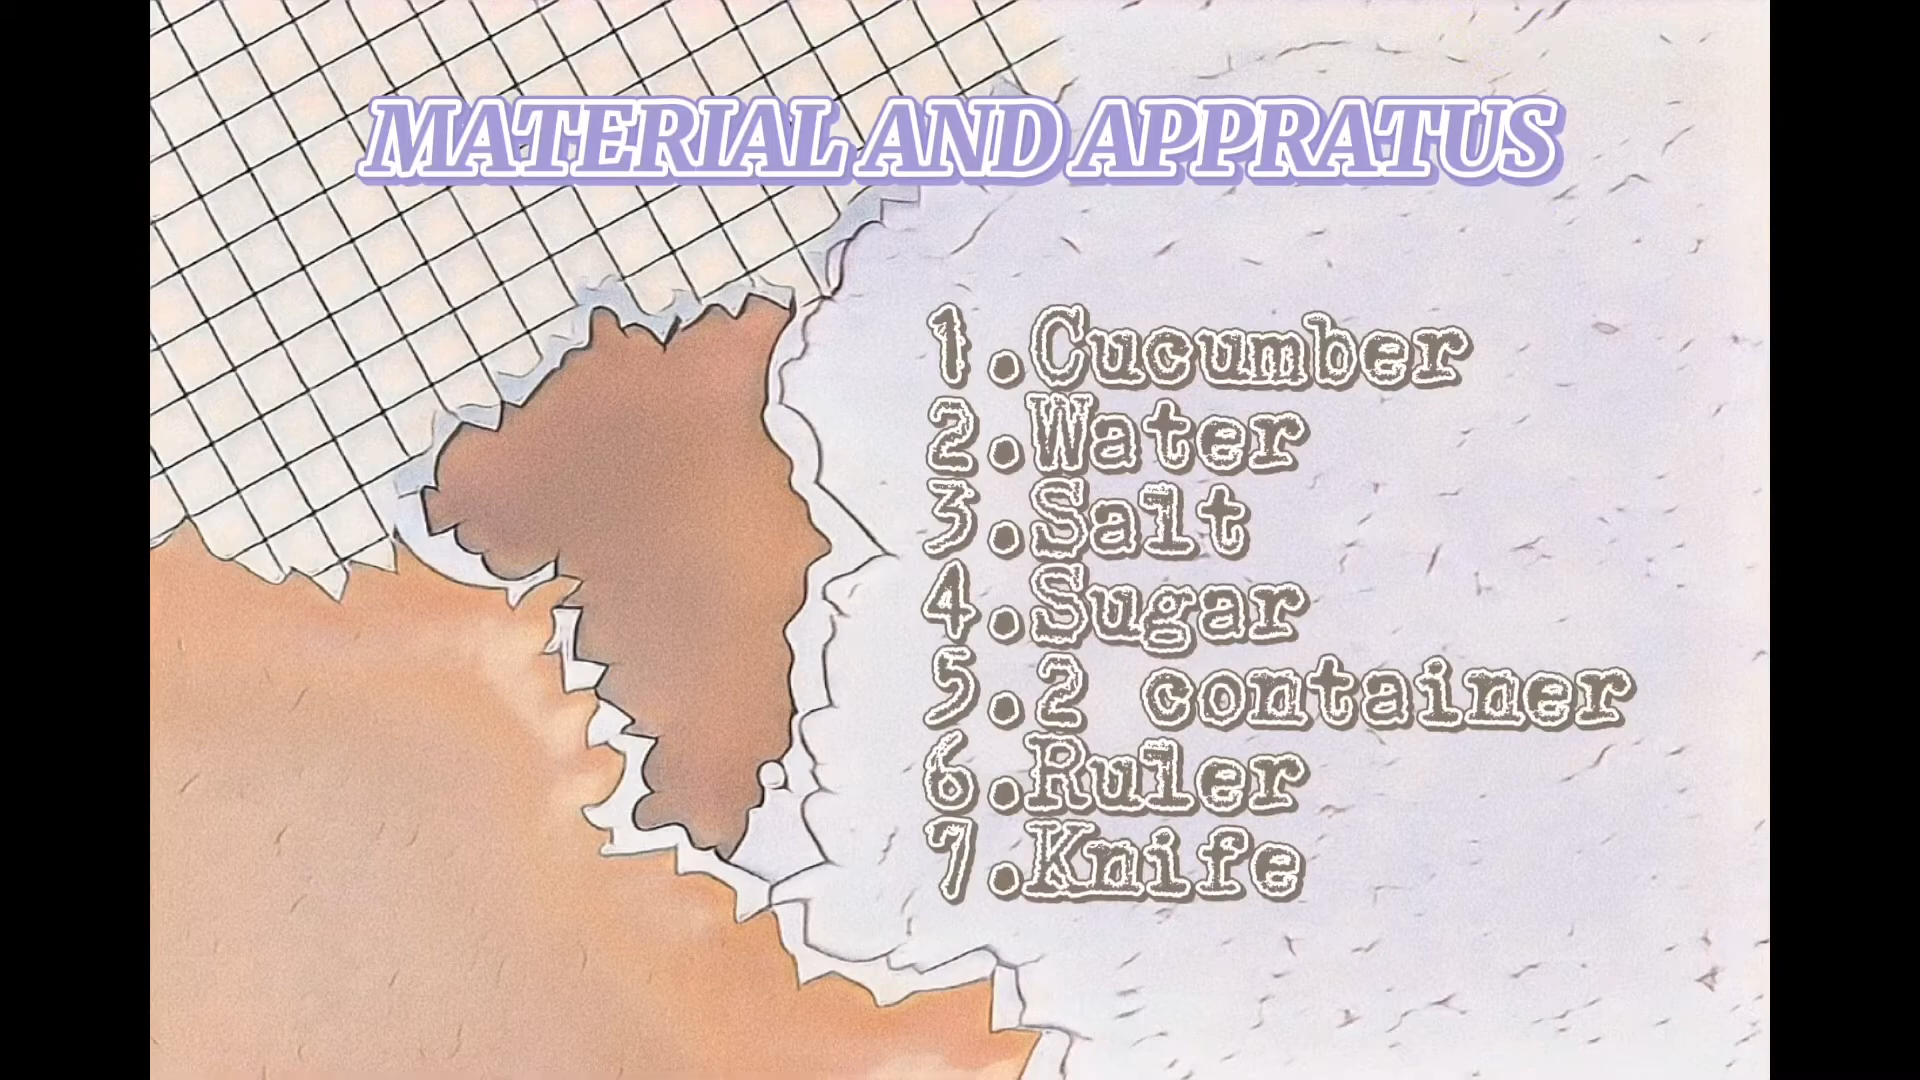 MATERIAL AND APPRATUS
1.Cucumber
2.Water
3.Salt
4.Sugar
5.2 container
6.Ruler
7.Knife